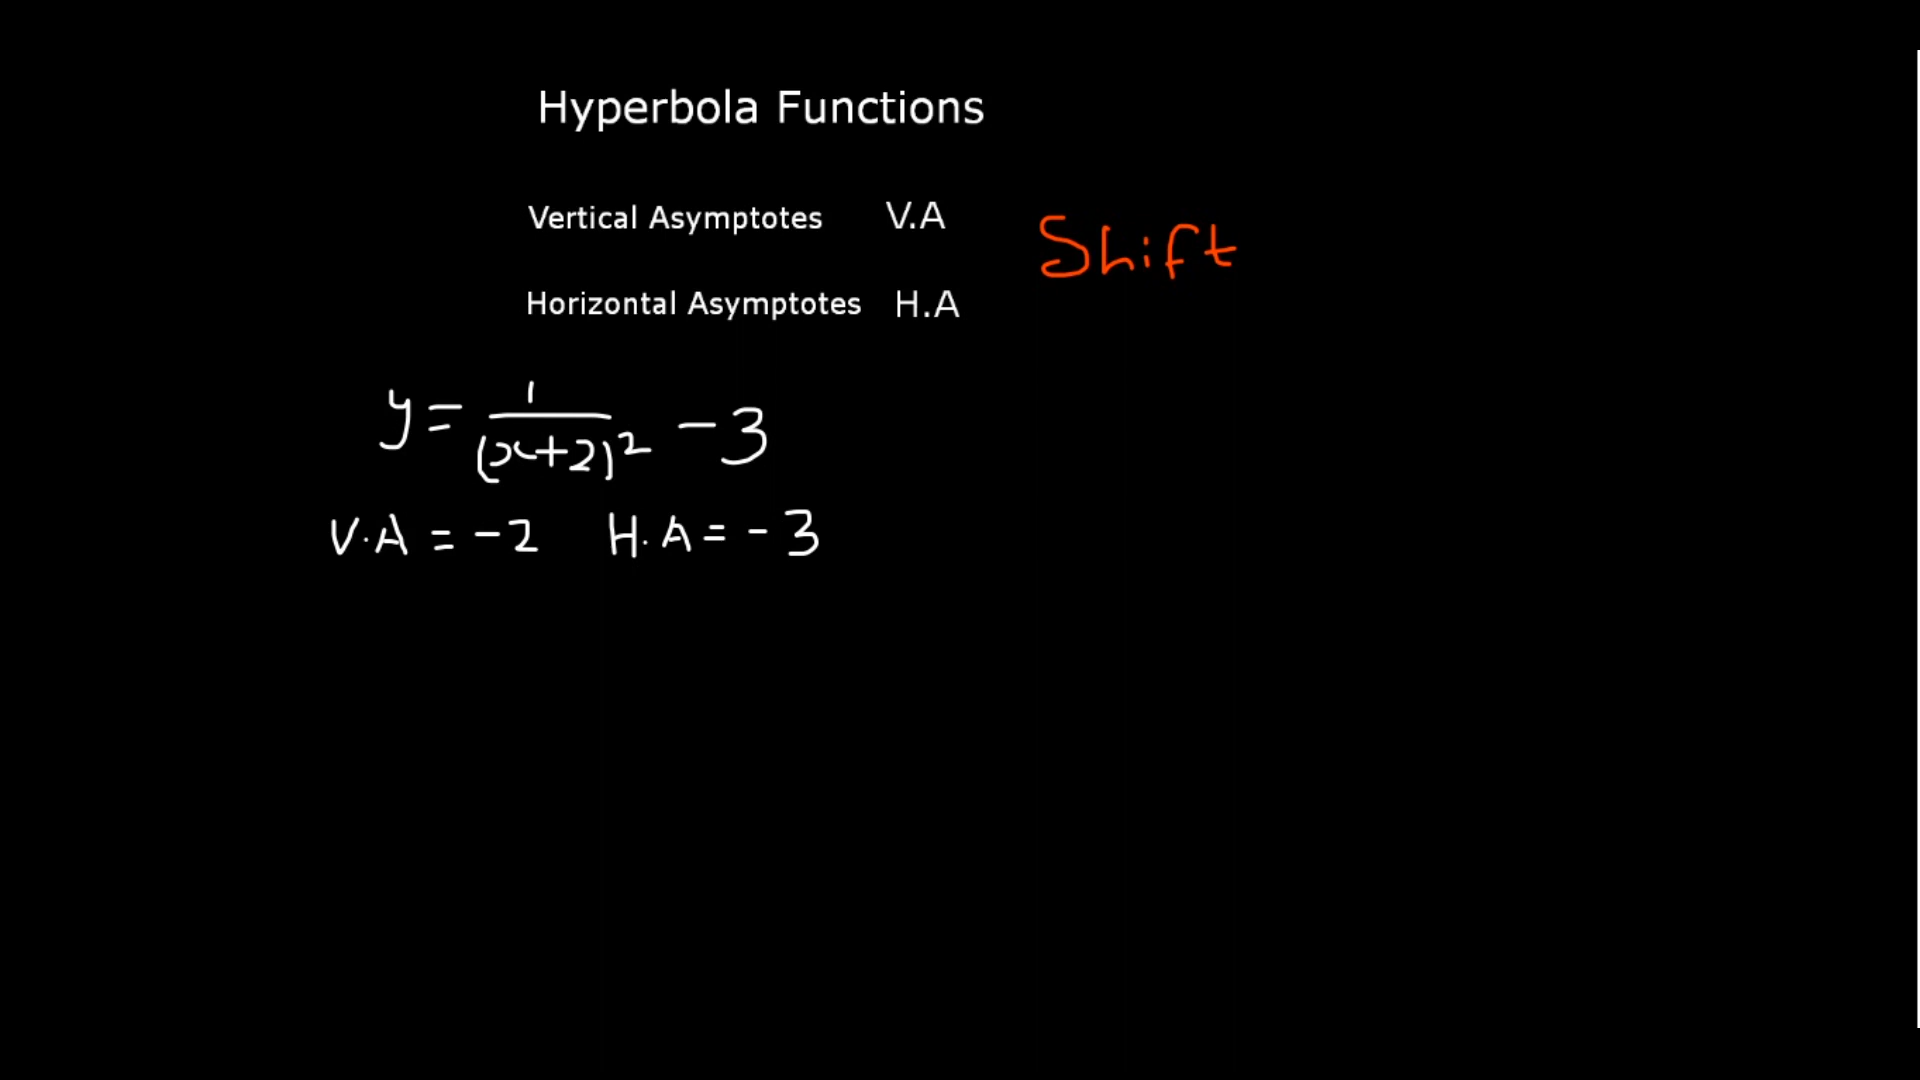 Hyperbola Functions
Vertical Asymptotes V.A
Shift
Horizontal Asymptotes H.A
y = 1/(x+2)² - 3
V.A = -2 H.A = -3